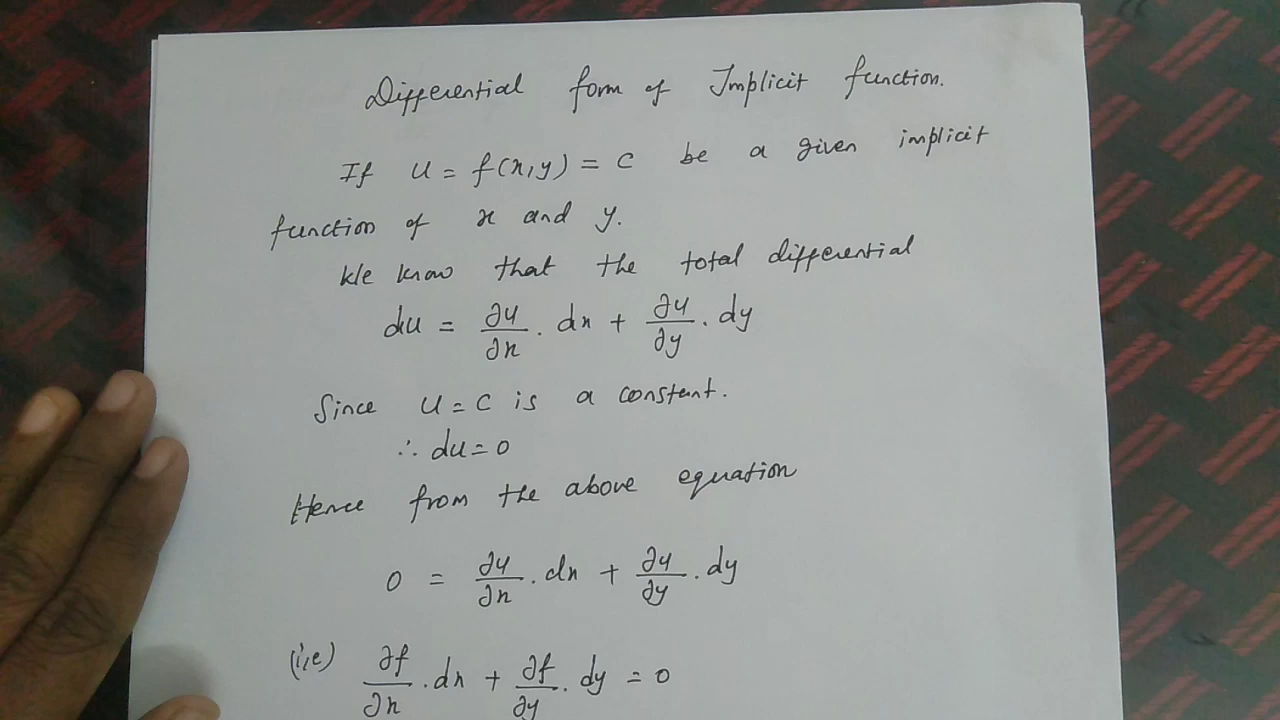 Differential form of Implicit function.
If u = f(x,y) = c be a given implicit
function of x and y.
We know that the total differential
du = ∂u/∂x . dx + ∂u/∂y . dy
Since u = c is a constant.
∴ du = 0
Hence from the above equation
0 = ∂u/∂x . dx + ∂u/∂y . dy
(i,e) ∂f/∂x . dx + ∂f/∂y . dy = 0